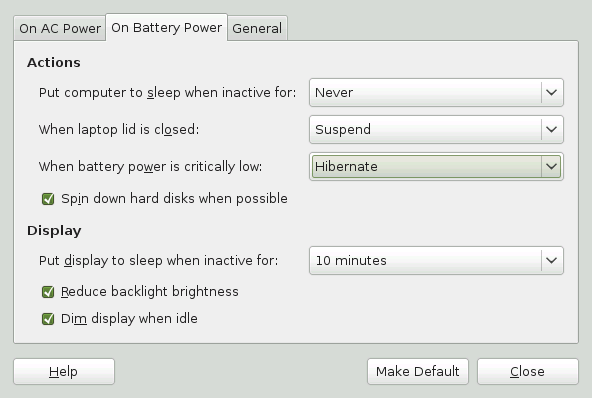 On AC Power On Battery Power General
Actions
Put computer to sleep when inactive for: Never
When laptop lid is closed: Suspend
When battery power is critically low: Hibernate
Spin down hard disks when possible
Display
Put display to sleep when inactive for: 10 minutes
Reduce backlight brightness
Dim display when idle
Help Make Default Close